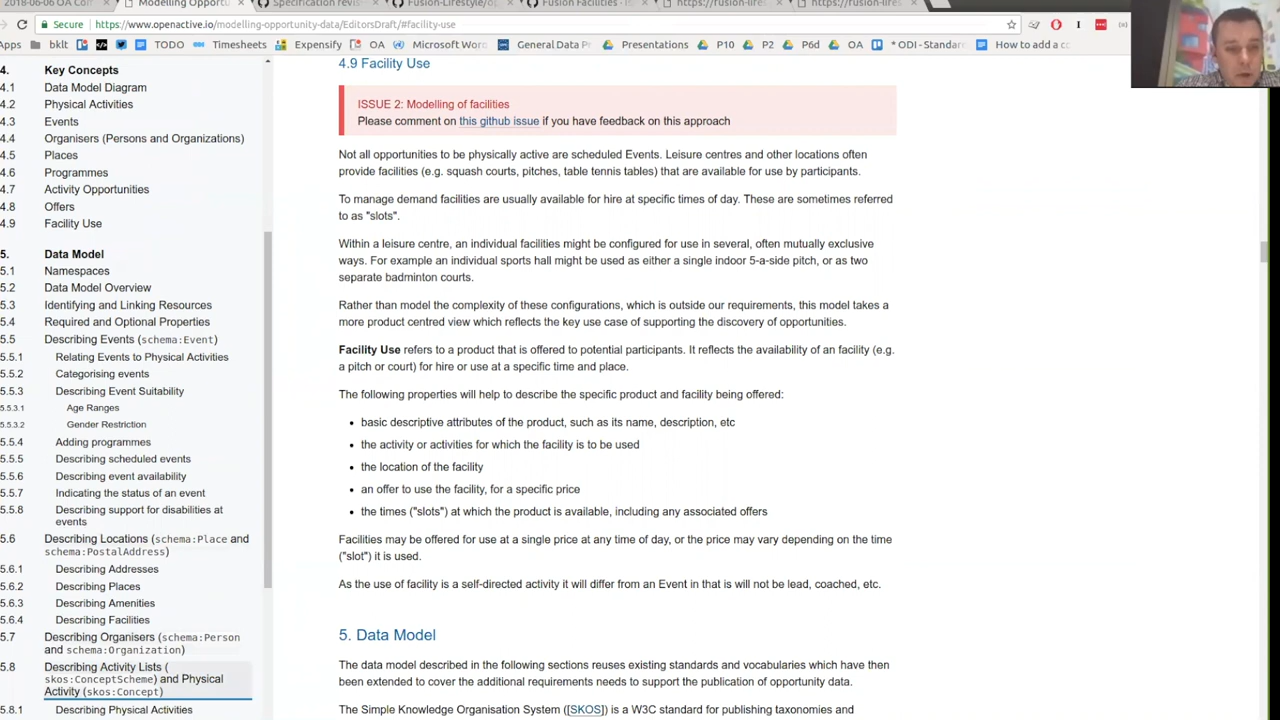 2018-06-06 OA Com
Modelling Opportu
Specification revis
Fusion-Lifestyle/op
Fusion Facilities - Is
https://fusion-lifes
https://fusion-lifes
Secure https://www.openactive.io/modelling-opportunity-data/EditorsDraft/#facility-use
Apps bklt TODO Timesheets Expensify OA Microsoft Wor General Data Pr Presentations P10 P2 P6d OA * ODI - Standar How to add a co
4. Key Concepts
4.1 Data Model Diagram
4.2 Physical Activities
4.3 Events
4.4 Organisers (Persons and Organizations)
4.5 Places
4.6 Programmes
4.7 Activity Opportunities
4.8 Offers
4.9 Facility Use
5. Data Model
5.1 Namespaces
5.2 Data Model Overview
5.3 Identifying and Linking Resources
5.4 Required and Optional Properties
5.5 Describing Events (schema:Event)
5.5.1 Relating Events to Physical Activities
5.5.2 Categorising events
5.5.3 Describing Event Suitability
5.5.3.1 Age Ranges
5.5.3.2 Gender Restriction
5.5.4 Adding programmes
5.5.5 Describing scheduled events
5.5.6 Describing event availability
5.5.7 Indicating the status of an event
5.5.8 Describing support for disabilities at
events
5.6 Describing Locations (schema:Place and
schema:PostalAddress)
5.6.1 Describing Addresses
5.6.2 Describing Places
5.6.3 Describing Amenities
5.6.4 Describing Facilities
5.7 Describing Organisers (schema:Person
and schema:Organization)
5.8 Describing Activity Lists (
skos:ConceptScheme) and Physical
Activity (skos:Concept)
5.8.1 Describing Physical Activities
4.9 Facility Use
ISSUE 2: Modelling of facilities
Please comment on this github issue if you have feedback on this approach
Not all opportunities to be physically active are scheduled Events. Leisure centres and other locations often
provide facilities (e.g. squash courts, pitches, table tennis tables) that are available for use by participants.
To manage demand facilities are usually available for hire at specific times of day. These are sometimes referred
to as "slots".
Within a leisure centre, an individual facilities might be configured for use in several, often mutually exclusive
ways. For example an individual sports hall might be used as either a single indoor 5-a-side pitch, or as two
separate badminton courts.
Rather than model the complexity of these configurations, which is outside our requirements, this model takes a
more product centred view which reflects the key use case of supporting the discovery of opportunities.
Facility Use refers to a product that is offered to potential participants. It reflects the availability of an facility (e.g.
a pitch or court) for hire or use at a specific time and place.
The following properties will help to describe the specific product and facility being offered:
• basic descriptive attributes of the product, such as its name, description, etc
• the activity or activities for which the facility is to be used
• the location of the facility
• an offer to use the facility, for a specific price
• the times ("slots") at which the product is available, including any associated offers
Facilities may be offered for use at a single price at any time of day, or the price may vary depending on the time
("slot") it is used.
As the use of facility is a self-directed activity it will differ from an Event in that is will not be lead, coached, etc.
5. Data Model
The data model described in the following sections reuses existing standards and vocabularies which have then
been extended to cover the additional requirements needs to support the publication of opportunity data.
The Simple Knowledge Organisation System ([SKOS]) is a W3C standard for publishing taxonomies and